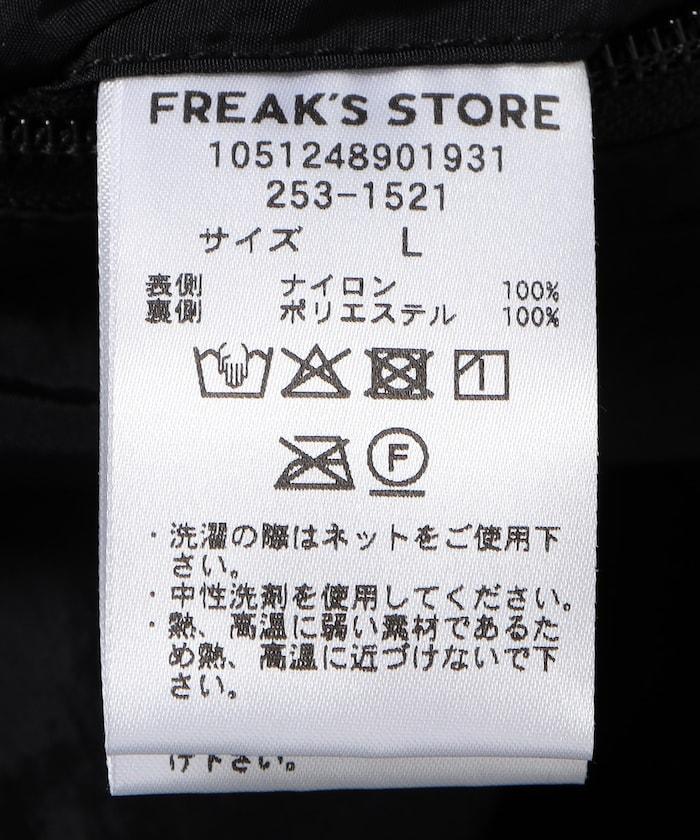 FREAK'S STORE
1051248901931
253-1521
サイズ L
表側 ナイロン 100%
裏側 ポリエステル 100%
F
・洗濯の際はネットをご使用下
さい。
・中性洗剤を使用してください。
・熱、高温に弱い素材であるた
め熱、高温に近づけないで下
さい。
け下さい。